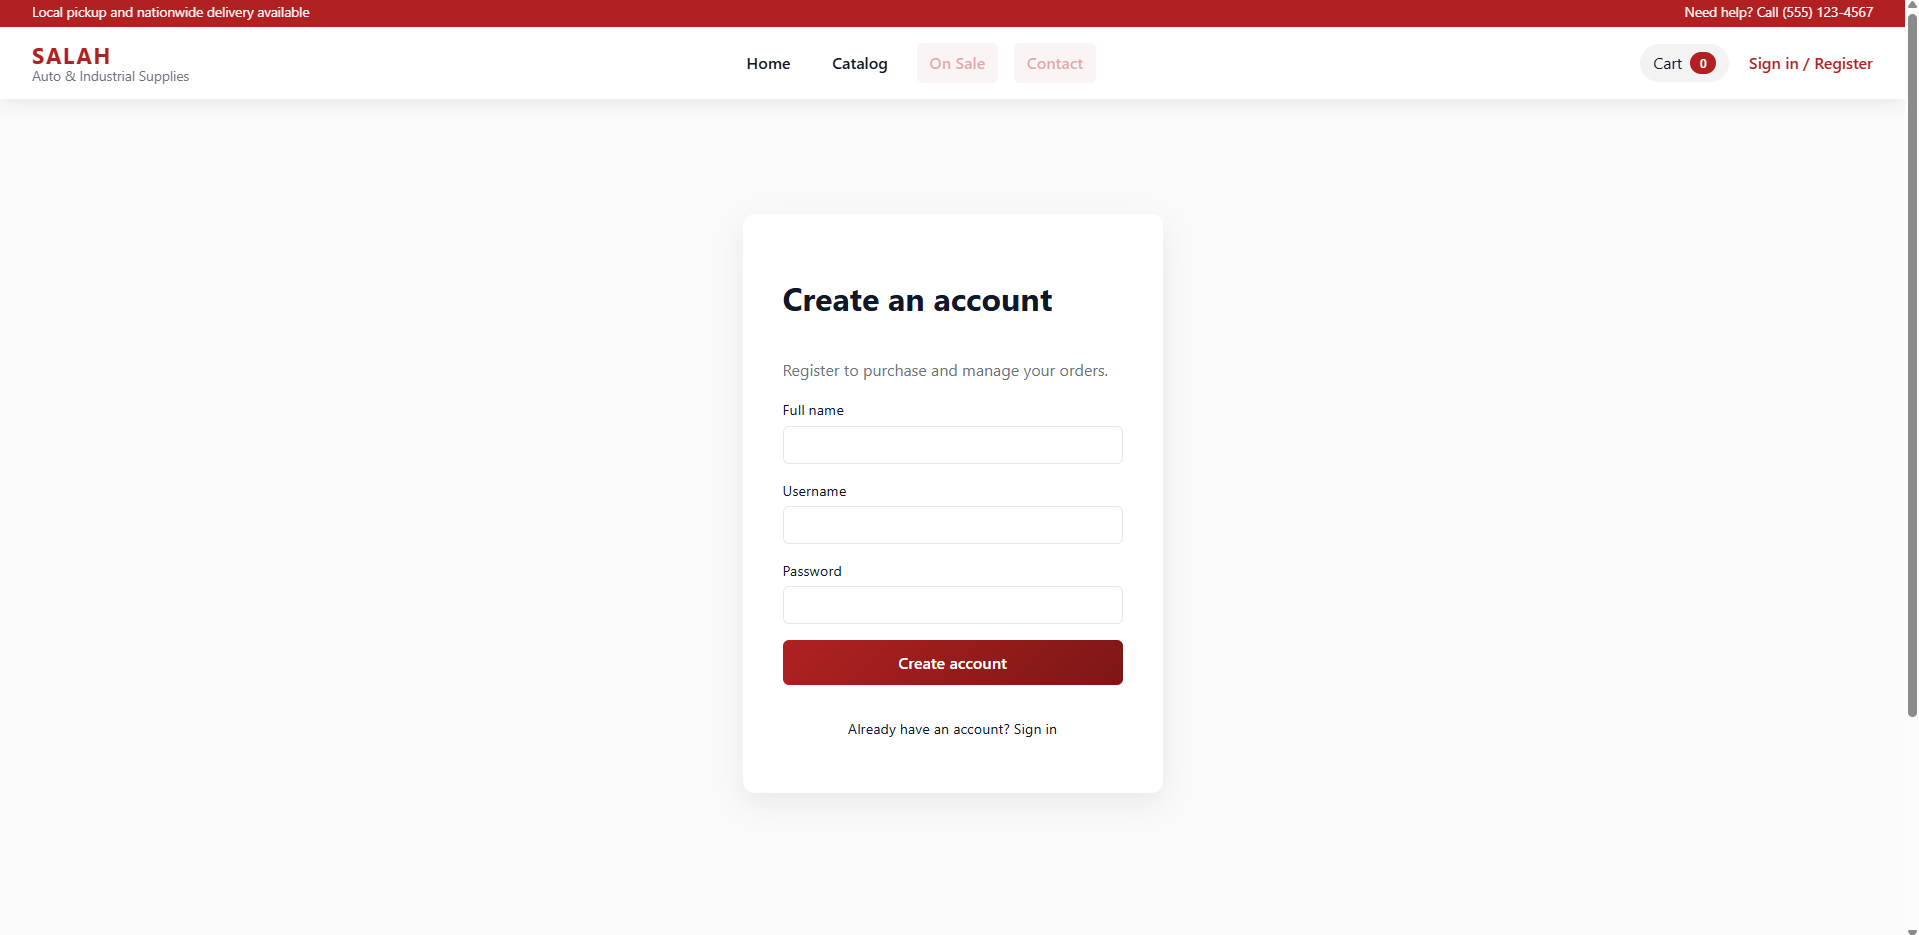 Local pickup and nationwide delivery available
Need help? Call (555) 123-4567
SALAH
Auto & Industrial Supplies
Home
Catalog
On Sale
Contact
Cart 0
Sign in / Register
Create an account
Register to purchase and manage your orders.
Full name
Username
Password
Create account
Already have an account? Sign in